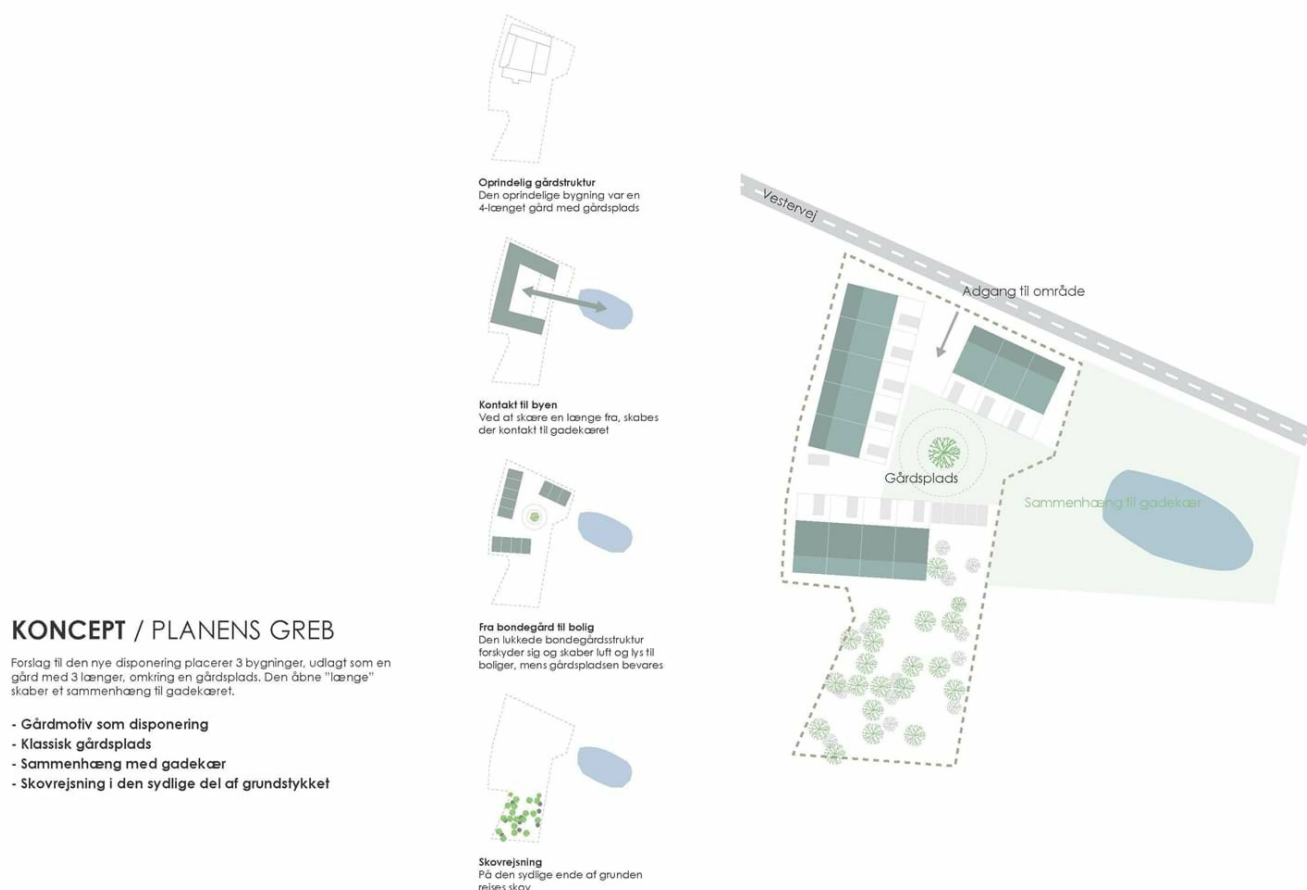 KONCEPT / PLANENS GREB
Forslag til den nye disponering placerer 3 bygninger, udlagt som en
gård med 3 længer, omkring en gårdsplads. Den åbne "længe"
skaber et sammenhæng til gadekæret.
- Gårdmotiv som disponering
- Klassisk gårdsplads
- Sammenhæng med gadekær
- Skovrejsning i den sydlige del af grundstykket
Oprindelig gårdstruktur
Den oprindelige bygning var en
4-længet gård med gårdsplads
Kontakt til byen
Ved at skære en længe fra, skabes
der kontakt til gadekæret
Fra bondegård til bolig
Den lukkede bondegårdsstruktur
forskyder sig og skaber luft og lys til
boliger, mens gårdspladsen bevares
Skovrejsning
På den sydlige ende af grunden
rejses skov
Vestervej
Adgang til område
Gårdsplads
Sammenhæng til gadekær